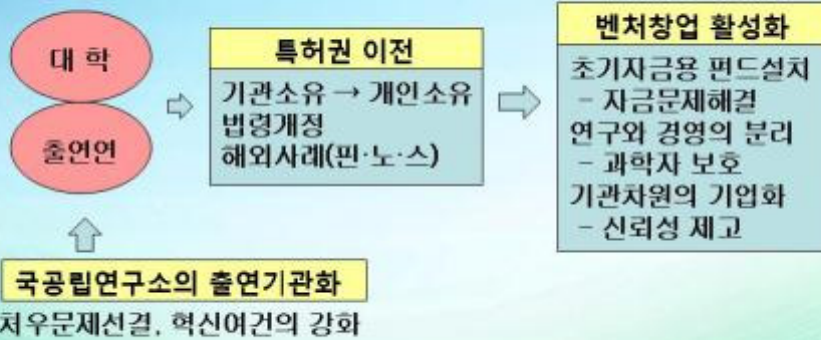 대 학
출연연
특허권 이전
기관소유 → 개인소유
법령개정
해외사례(핀·노·스)
벤처창업 활성화
초기자금용 펀드설치
- 자금문제해결
연구와 경영의 분리
- 과학자 보호
기관차원의 기업화
- 신뢰성 제고
국공립연구소의 출연기관화
처우문제선결, 혁신여건의 강화